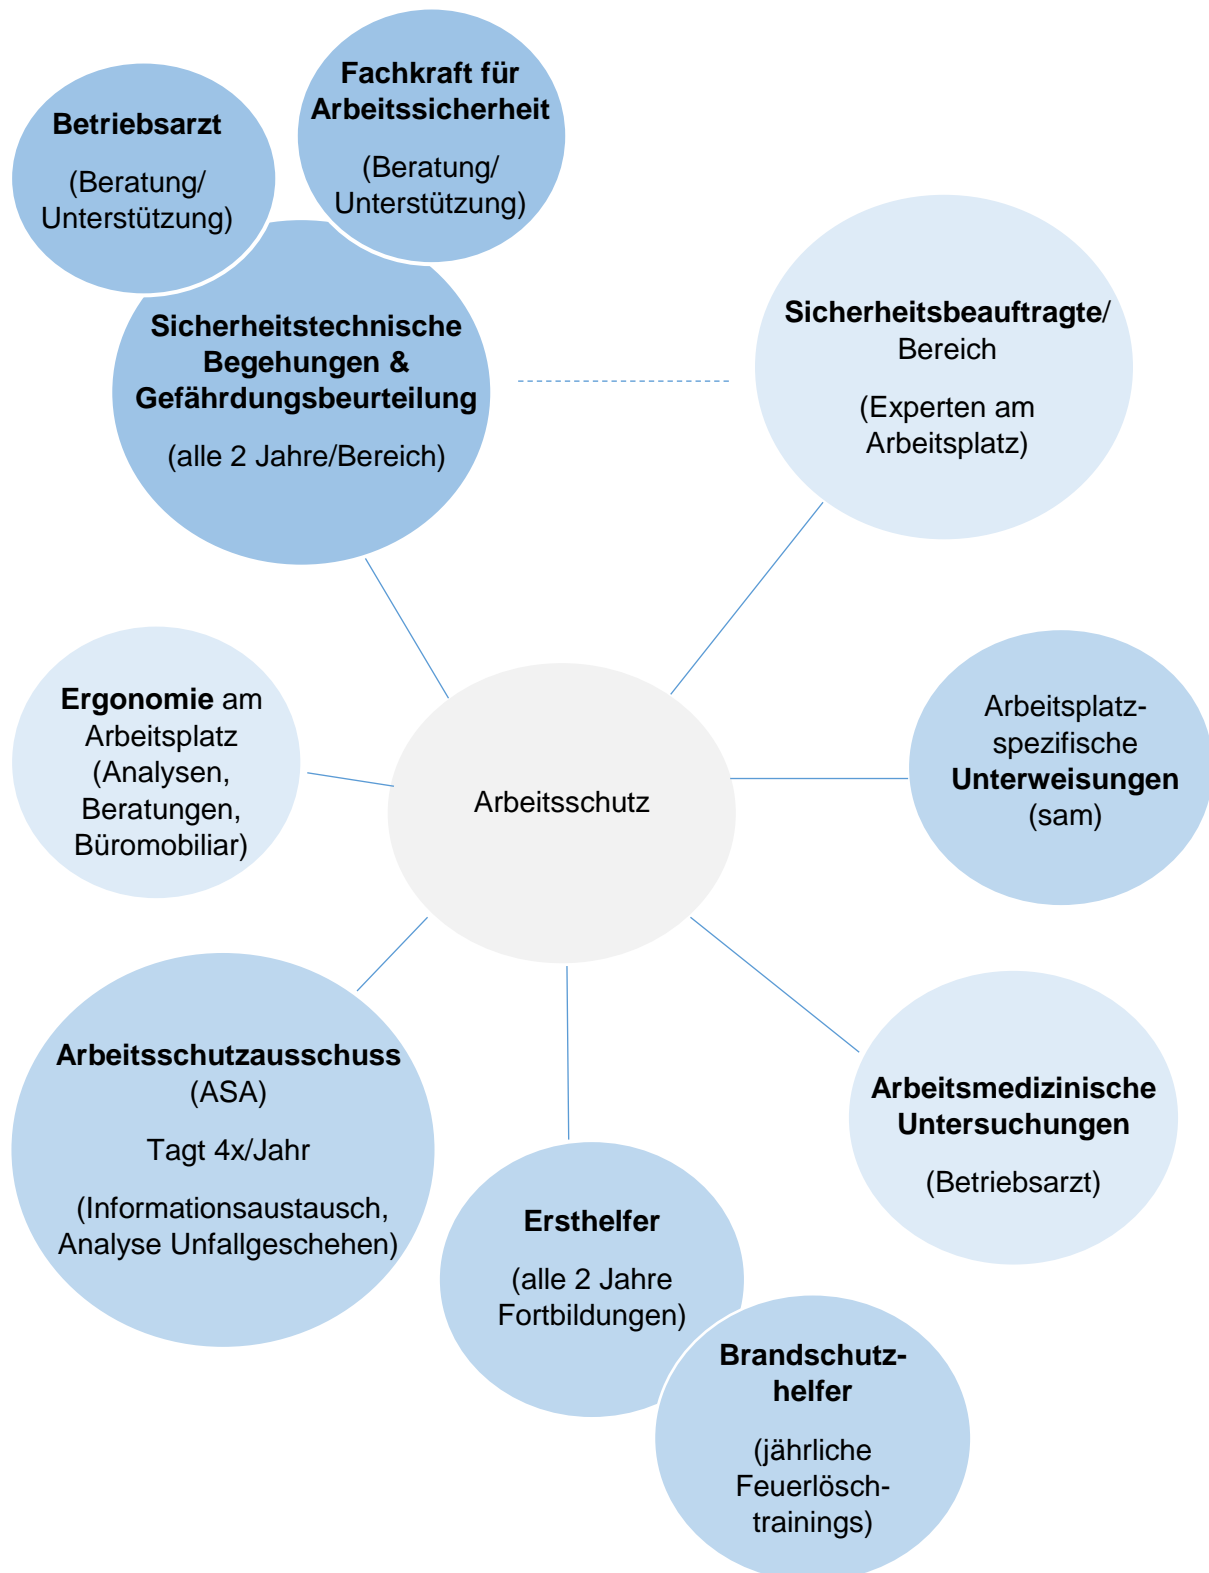 Betriebsarzt
(Beratung/
Unterstützung)
Fachkraft für
Arbeitssicherheit
(Beratung/
Unterstützung)
Sicherheitstechnische
Begehungen &
Gefährdungsbeurteilung
(alle 2 Jahre/Bereich)
Sicherheitsbeauftragte/
Bereich
(Experten am
Arbeitsplatz)
Ergonomie am
Arbeitsplatz
(Analysen,
Beratungen,
Büromobiliar)
Arbeitsschutz
Arbeitsplatz-
spezifische
Unterweisungen
(sam)
Arbeitsschutzausschuss
(ASA)
Tagt 4x/Jahr
(Informationsaustausch,
Analyse Unfallgeschehen)
Arbeitsmedizinische
Untersuchungen
(Betriebsarzt)
Ersthelfer
(alle 2 Jahre
Fortbildungen)
Brandschutz-
helfer
(jährliche
Feuerlösch-
trainings)